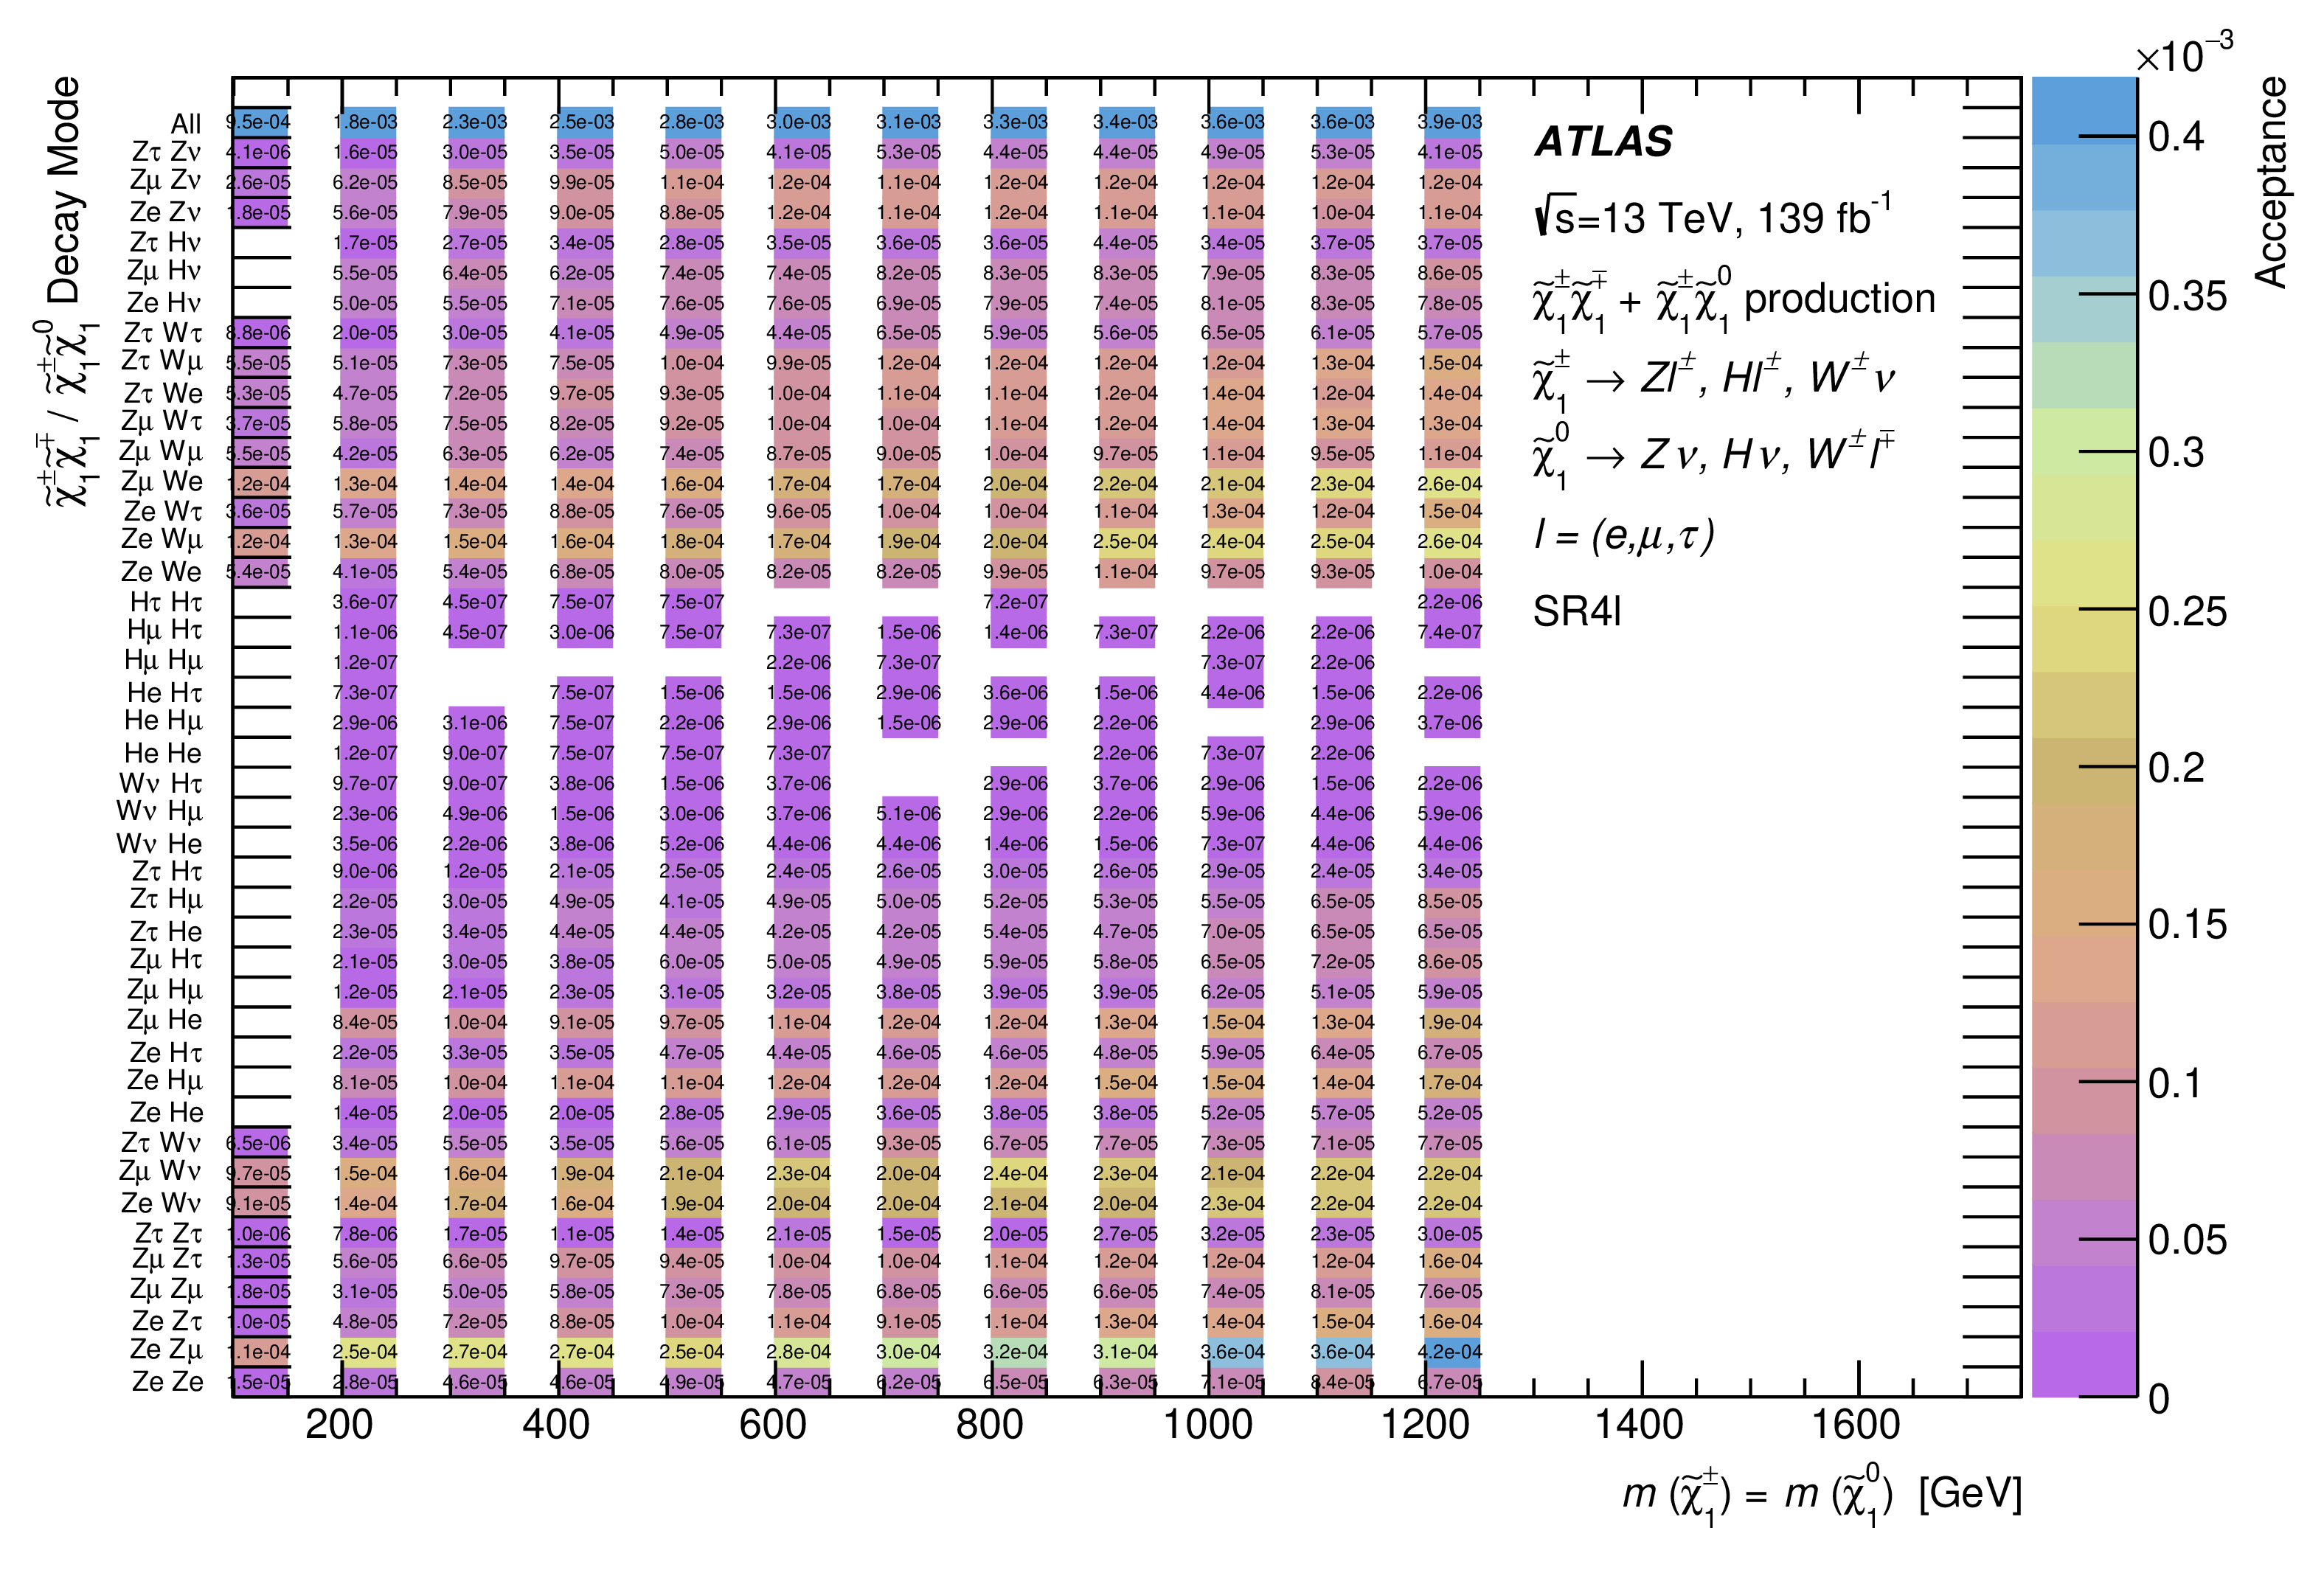 ×10⁻³
All 9.5e-04 1.8e-03 2.3e-03 2.5e-03 2.8e-03 3.0e-03 3.1e-03 3.3e-03 3.4e-03 3.6e-03 3.6e-03 3.9e-03
Zτ Zν 4.1e-06 1.6e-05 3.0e-05 3.5e-05 5.0e-05 4.1e-05 5.3e-05 4.4e-05 4.4e-05 4.9e-05 5.3e-05 4.1e-05
Zμ Zν 2.6e-05 6.2e-05 8.5e-05 9.9e-05 1.1e-04 1.2e-04 1.1e-04 1.2e-04 1.2e-04 1.2e-04 1.2e-04 1.2e-04
Ze Zν 1.8e-05 5.6e-05 7.9e-05 9.0e-05 8.8e-05 1.2e-04 1.1e-04 1.2e-04 1.1e-04 1.1e-04 1.0e-04 1.1e-04
Zτ Hν 1.7e-05 2.7e-05 3.4e-05 2.8e-05 3.5e-05 3.6e-05 3.6e-05 4.4e-05 3.4e-05 3.7e-05 3.7e-05
Zμ Hν 5.5e-05 6.4e-05 6.2e-05 7.4e-05 7.4e-05 8.2e-05 8.3e-05 8.3e-05 7.9e-05 8.3e-05 8.6e-05
Ze Hν 5.0e-05 5.5e-05 7.1e-05 7.6e-05 7.6e-05 6.9e-05 7.9e-05 7.4e-05 8.1e-05 8.3e-05 7.8e-05
Zτ Wτ 8.8e-06 2.0e-05 3.0e-05 4.1e-05 4.9e-05 4.4e-05 6.5e-05 5.9e-05 5.6e-05 6.5e-05 6.1e-05 5.7e-05
Zτ Wμ 5.5e-05 5.1e-05 7.3e-05 7.5e-05 1.0e-04 9.9e-05 1.2e-04 1.2e-04 1.2e-04 1.2e-04 1.3e-04 1.5e-04
Zτ We 5.3e-05 4.7e-05 7.2e-05 9.7e-05 9.3e-05 1.0e-04 1.1e-04 1.1e-04 1.2e-04 1.4e-04 1.2e-04 1.4e-04
Zμ Wτ 3.7e-05 5.8e-05 7.5e-05 8.2e-05 9.2e-05 1.0e-04 1.0e-04 1.1e-04 1.2e-04 1.4e-04 1.3e-04 1.3e-04
Zμ Wμ 5.5e-05 4.2e-05 6.3e-05 6.2e-05 7.4e-05 8.7e-05 9.0e-05 1.0e-04 9.7e-05 1.1e-04 9.5e-05 1.1e-04
Zμ We 1.2e-04 1.3e-04 1.4e-04 1.4e-04 1.6e-04 1.7e-04 1.7e-04 2.0e-04 2.2e-04 2.1e-04 2.3e-04 2.6e-04
Ze Wτ 3.6e-05 5.7e-05 7.3e-05 8.8e-05 7.6e-05 9.6e-05 1.0e-04 1.0e-04 1.1e-04 1.3e-04 1.2e-04 1.5e-04
Ze Wμ 1.2e-04 1.3e-04 1.5e-04 1.6e-04 1.8e-04 1.7e-04 1.9e-04 2.0e-04 2.5e-04 2.4e-04 2.5e-04 2.6e-04
Ze We 5.4e-05 4.1e-05 5.4e-05 6.8e-05 8.0e-05 8.2e-05 8.2e-05 9.9e-05 1.1e-04 9.7e-05 9.3e-05 1.0e-04
Hτ Hτ 3.6e-07 4.5e-07 7.5e-07 7.5e-07 7.2e-07 2.2e-06
Hμ Hτ 1.1e-06 4.5e-07 3.0e-06 7.5e-07 7.3e-07 1.5e-06 1.4e-06 7.3e-07 2.2e-06 2.2e-06 7.4e-07
Hμ Hμ 1.2e-07 2.2e-06 7.3e-07 7.3e-07 2.2e-06
He Hτ 7.3e-07 7.5e-07 1.5e-06 1.5e-06 2.9e-06 3.6e-06 1.5e-06 4.4e-06 1.5e-06 2.2e-06
He Hμ 2.9e-06 3.1e-06 7.5e-07 2.2e-06 2.9e-06 1.5e-06 2.9e-06 2.2e-06 2.9e-06 3.7e-06
He He 1.2e-07 9.0e-07 7.5e-07 7.5e-07 7.3e-07 2.2e-06 7.3e-07 2.2e-06
Wν Hτ 9.7e-07 9.0e-07 3.8e-06 1.5e-06 3.7e-06 2.9e-06 3.7e-06 2.9e-06 1.5e-06 2.2e-06
Wν Hμ 2.3e-06 4.9e-06 1.5e-06 3.0e-06 3.7e-06 5.1e-06 2.9e-06 2.2e-06 5.9e-06 4.4e-06 5.9e-06
Wν He 3.5e-06 2.2e-06 3.8e-06 5.2e-06 4.4e-06 4.4e-06 1.4e-06 1.5e-06 7.3e-07 4.4e-06 4.4e-06
Zτ Hτ 9.0e-06 1.2e-05 2.1e-05 2.5e-05 2.4e-05 2.6e-05 3.0e-05 2.6e-05 2.9e-05 2.4e-05 3.4e-05
Zτ Hμ 2.2e-05 3.0e-05 4.9e-05 4.1e-05 4.9e-05 5.0e-05 5.2e-05 5.3e-05 5.5e-05 6.5e-05 8.5e-05
Zτ He 2.3e-05 3.4e-05 4.4e-05 4.4e-05 4.2e-05 4.2e-05 5.4e-05 4.7e-05 7.0e-05 6.5e-05 6.5e-05
Zμ Hτ 2.1e-05 3.0e-05 3.8e-05 6.0e-05 5.0e-05 4.9e-05 5.9e-05 5.8e-05 6.5e-05 7.2e-05 8.6e-05
Zμ Hμ 1.2e-05 2.1e-05 2.3e-05 3.1e-05 3.2e-05 3.8e-05 3.9e-05 3.9e-05 6.2e-05 5.1e-05 5.9e-05
Zμ He 8.4e-05 1.0e-04 9.1e-05 9.7e-05 1.1e-04 1.2e-04 1.2e-04 1.3e-04 1.5e-04 1.3e-04 1.9e-04
Ze Hτ 2.2e-05 3.3e-05 3.5e-05 4.7e-05 4.4e-05 4.6e-05 4.6e-05 4.8e-05 5.9e-05 6.4e-05 6.7e-05
Ze Hμ 8.1e-05 1.0e-04 1.1e-04 1.1e-04 1.2e-04 1.2e-04 1.2e-04 1.5e-04 1.5e-04 1.4e-04 1.7e-04
Ze He 1.4e-05 2.0e-05 2.0e-05 2.8e-05 2.9e-05 3.6e-05 3.8e-05 3.8e-05 5.2e-05 5.7e-05 5.2e-05
Zτ Wν 6.5e-06 3.4e-05 5.5e-05 3.5e-05 5.6e-05 6.1e-05 9.3e-05 6.7e-05 7.7e-05 7.3e-05 7.1e-05 7.7e-05
Zμ Wν 9.7e-05 1.5e-04 1.6e-04 1.9e-04 2.1e-04 2.3e-04 2.0e-04 2.4e-04 2.3e-04 2.1e-04 2.2e-04 2.2e-04
Ze Wν 9.1e-05 1.4e-04 1.7e-04 1.6e-04 1.9e-04 2.0e-04 2.0e-04 2.1e-04 2.0e-04 2.3e-04 2.2e-04 2.2e-04
Zτ Zτ 1.0e-06 7.8e-06 1.7e-05 1.1e-05 1.4e-05 2.1e-05 1.5e-05 2.0e-05 2.7e-05 3.2e-05 2.3e-05 3.0e-05
Zμ Zτ 1.3e-05 5.6e-05 6.6e-05 9.7e-05 9.4e-05 1.0e-04 1.0e-04 1.1e-04 1.2e-04 1.2e-04 1.2e-04 1.6e-04
Zμ Zμ 1.8e-05 3.1e-05 5.0e-05 5.8e-05 7.3e-05 7.8e-05 6.8e-05 6.6e-05 6.6e-05 7.4e-05 8.1e-05 7.6e-05
Ze Zτ 1.0e-05 4.8e-05 7.2e-05 8.8e-05 1.0e-04 1.1e-04 9.1e-05 1.1e-04 1.3e-04 1.4e-04 1.5e-04 1.6e-04
Ze Zμ 1.1e-04 2.5e-04 2.7e-04 2.7e-04 2.5e-04 2.8e-04 3.0e-04 3.2e-04 3.1e-04 3.6e-04 3.6e-04 4.2e-04
Ze Ze 1.5e-05 2.8e-05 4.6e-05 4.6e-05 4.9e-05 4.7e-05 6.2e-05 6.5e-05 6.3e-05 7.1e-05 8.4e-05 6.7e-05
200 400 600 800 1000 1200 1400 1600
m (χ̃₁±) = m (χ̃₁⁰) [GeV]
χ̃₁±χ̃₁∓ / χ̃₁±χ̃₁⁰ Decay Mode
ATLAS
√s=13 TeV, 139 fb⁻¹
χ̃₁±χ̃₁∓ + χ̃₁±χ̃₁⁰ production
χ̃₁± → Zl±, Hl±, W±ν
χ̃₁⁰ → Zν, Hν, W±l∓
l = (e,μ,τ)
SR4l
0.4
0.35
0.3
0.25
0.2
0.15
0.1
0.05
0
Acceptance